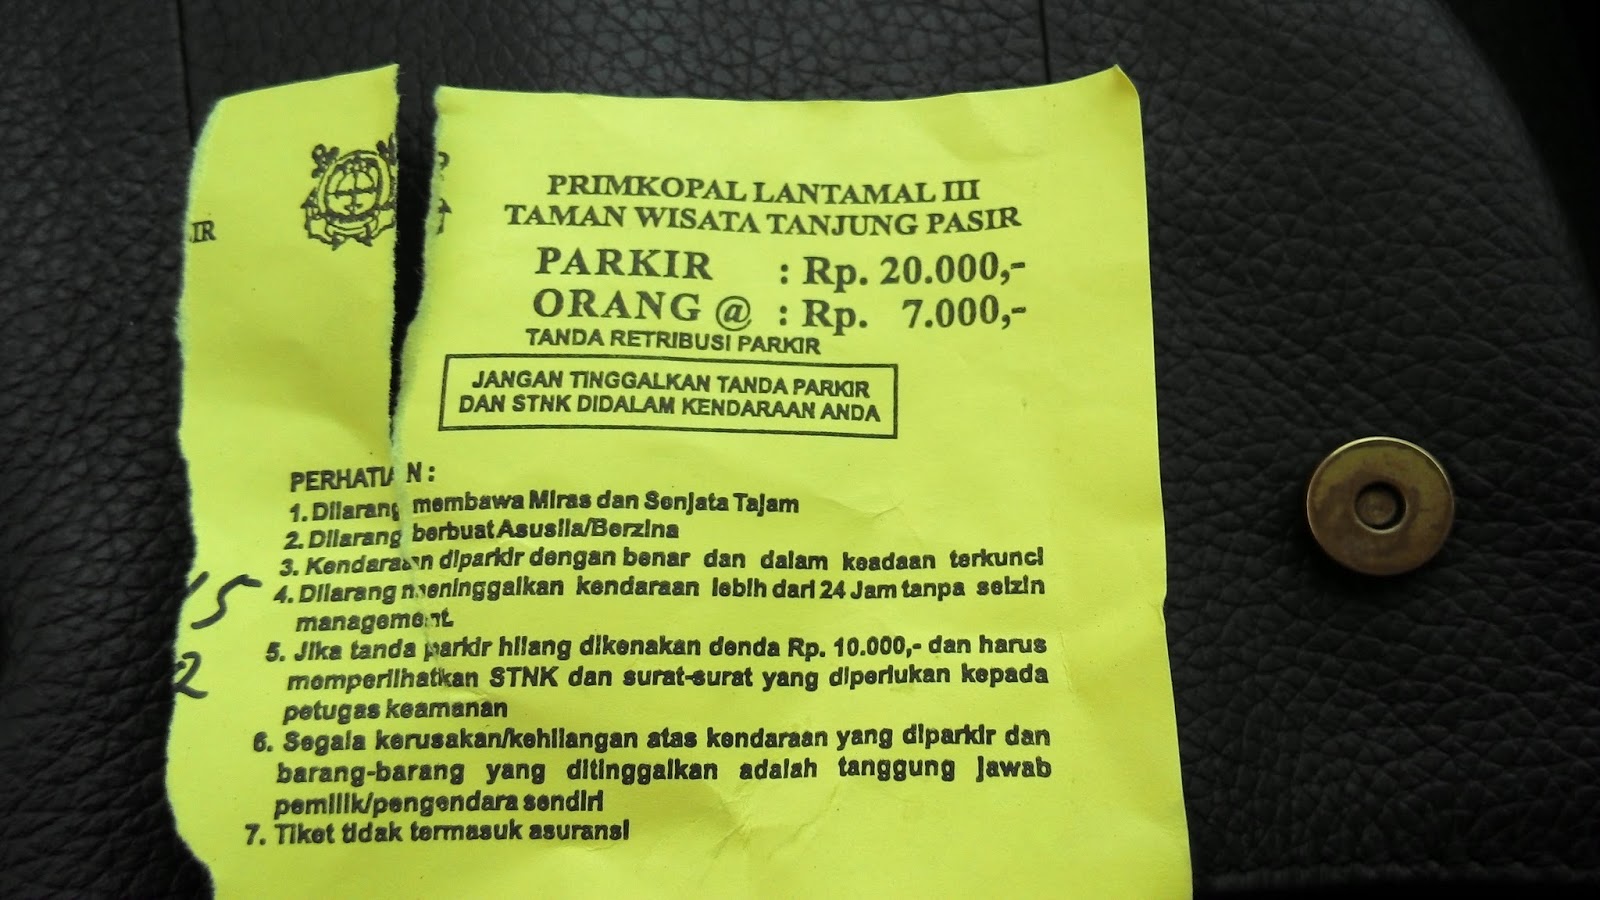 IR
PRIMKOPAL LANTAMAL III
TAMAN WISATA TANJUNG PASIR
PARKIR : Rp. 20.000,-
ORANG @ : Rp. 7.000,-
TANDA RETRIBUSI PARKIR
JANGAN TINGGALKAN TANDA PARKIR
DAN STNK DIDALAM KENDARAAN ANDA
PERHATIAN :
1. Dilarang membawa Miras dan Senjata Tajam
2. Dilarang berbuat Asusila/Berzina
3. Kendaraan diparkir dengan benar dan dalam keadaan terkunci
4. Dilarang meninggalkan kendaraan lebih dari 24 Jam tanpa seizin
management.
5. Jika tanda parkir hilang dikenakan denda Rp. 10.000,- dan harus
memperlihatkan STNK dan surat-surat yang diperlukan kepada
petugas keamanan
6. Segala kerusakan/kehilangan atas kendaraan yang diparkir dan
barang-barang yang ditinggalkan adalah tanggung jawab
pemilik/pengendara sendiri
7. Tiket tidak termasuk asuransi
5
2